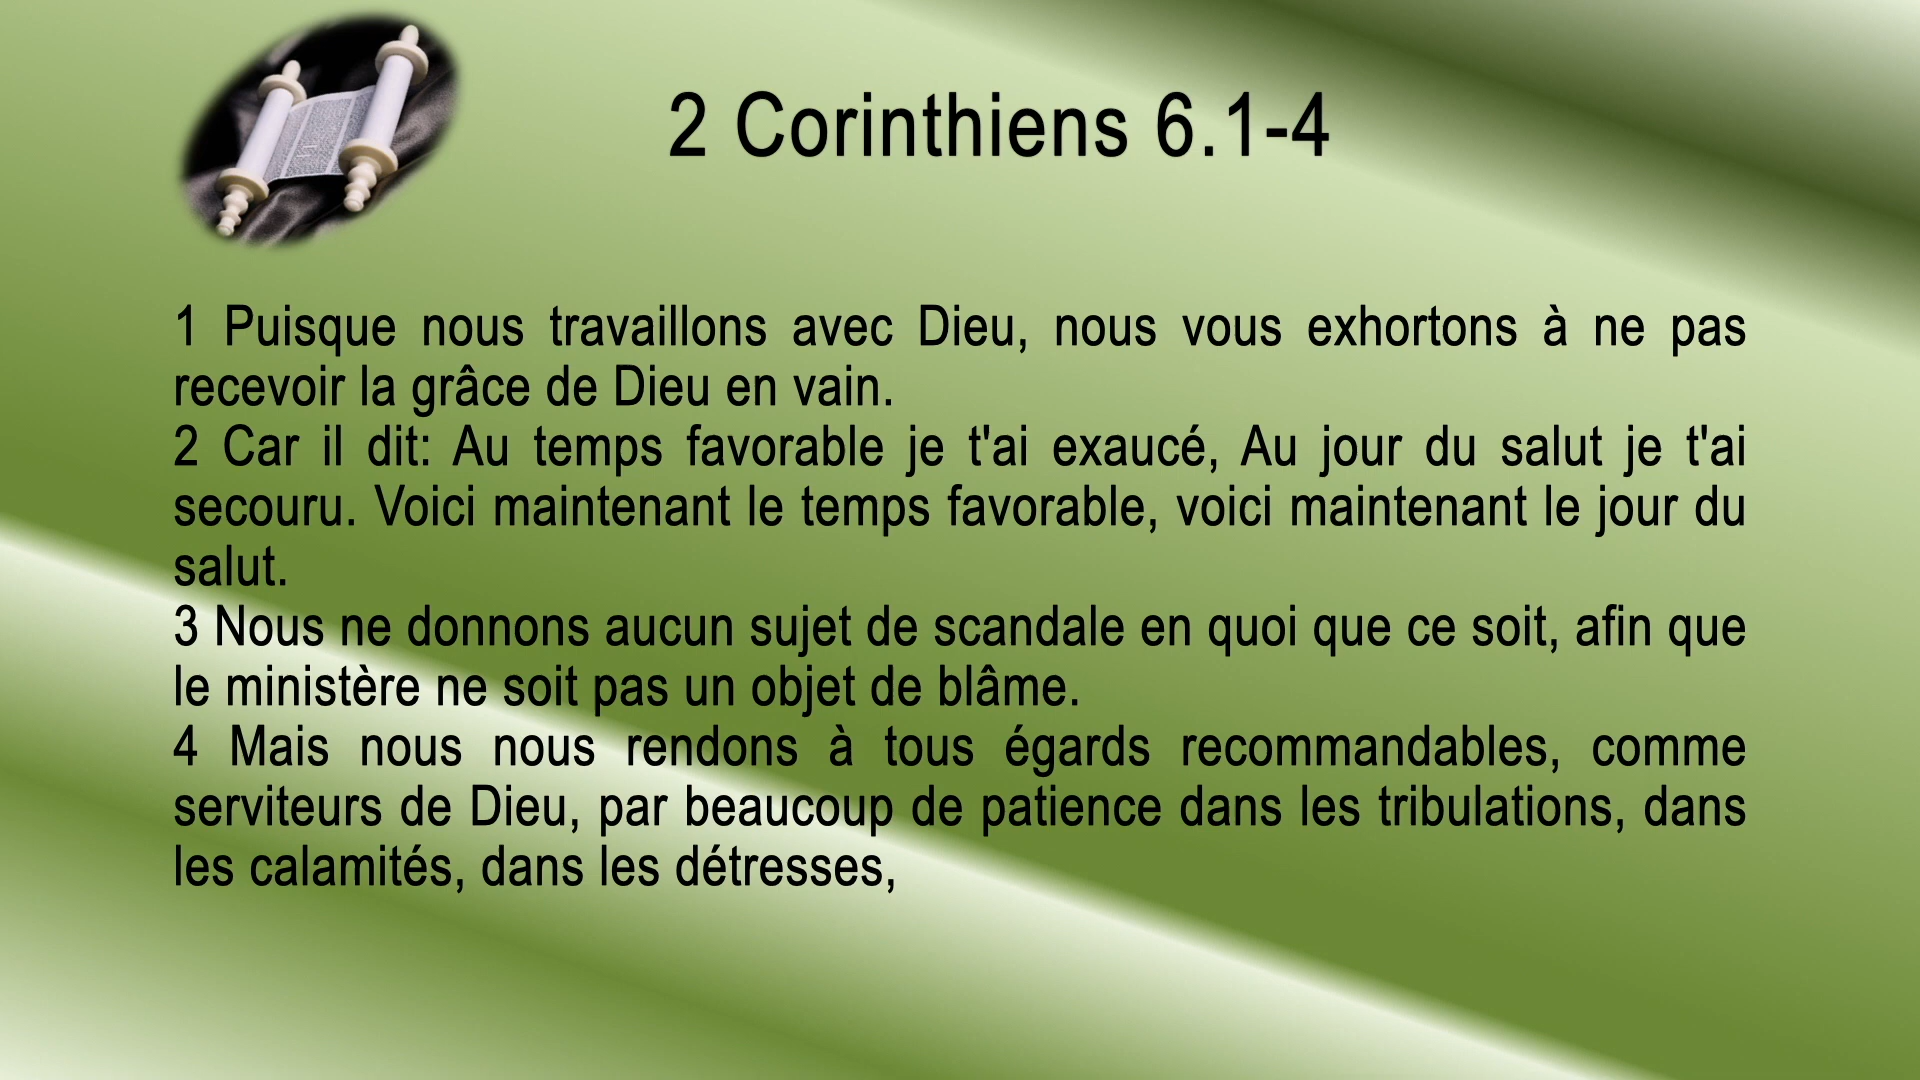 2 Corinthiens 6.1-4
1 Puisque nous travaillons avec Dieu, nous vous exhortons à ne pas
recevoir la grâce de Dieu en vain.
2 Car il dit: Au temps favorable je t'ai exaucé, Au jour du salut je t'ai
secouru. Voici maintenant le temps favorable, voici maintenant le jour du
salut.
3 Nous ne donnons aucun sujet de scandale en quoi que ce soit, afin que
le ministère ne soit pas un objet de blâme.
4 Mais nous nous rendons à tous égards recommandables, comme
serviteurs de Dieu, par beaucoup de patience dans les tribulations, dans
les calamités, dans les détresses,